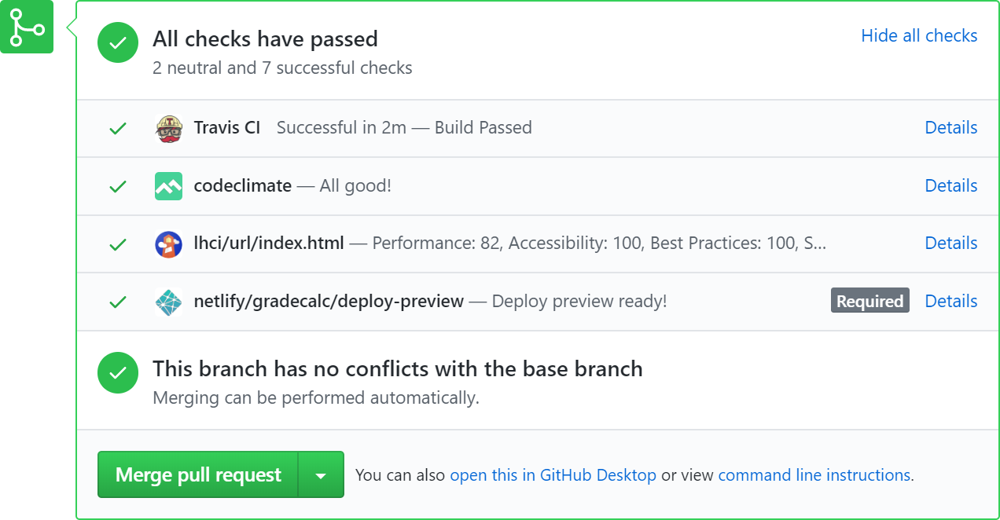 All checks have passed
Hide all checks
2 neutral and 7 successful checks
Travis CI Successful in 2m — Build Passed Details
codeclimate — All good! Details
lhci/url/index.html — Performance: 82, Accessibility: 100, Best Practices: 100, S... Details
netlify/gradecalc/deploy-preview — Deploy preview ready! Required Details
This branch has no conflicts with the base branch
Merging can be performed automatically.
Merge pull request You can also open this in GitHub Desktop or view command line instructions.